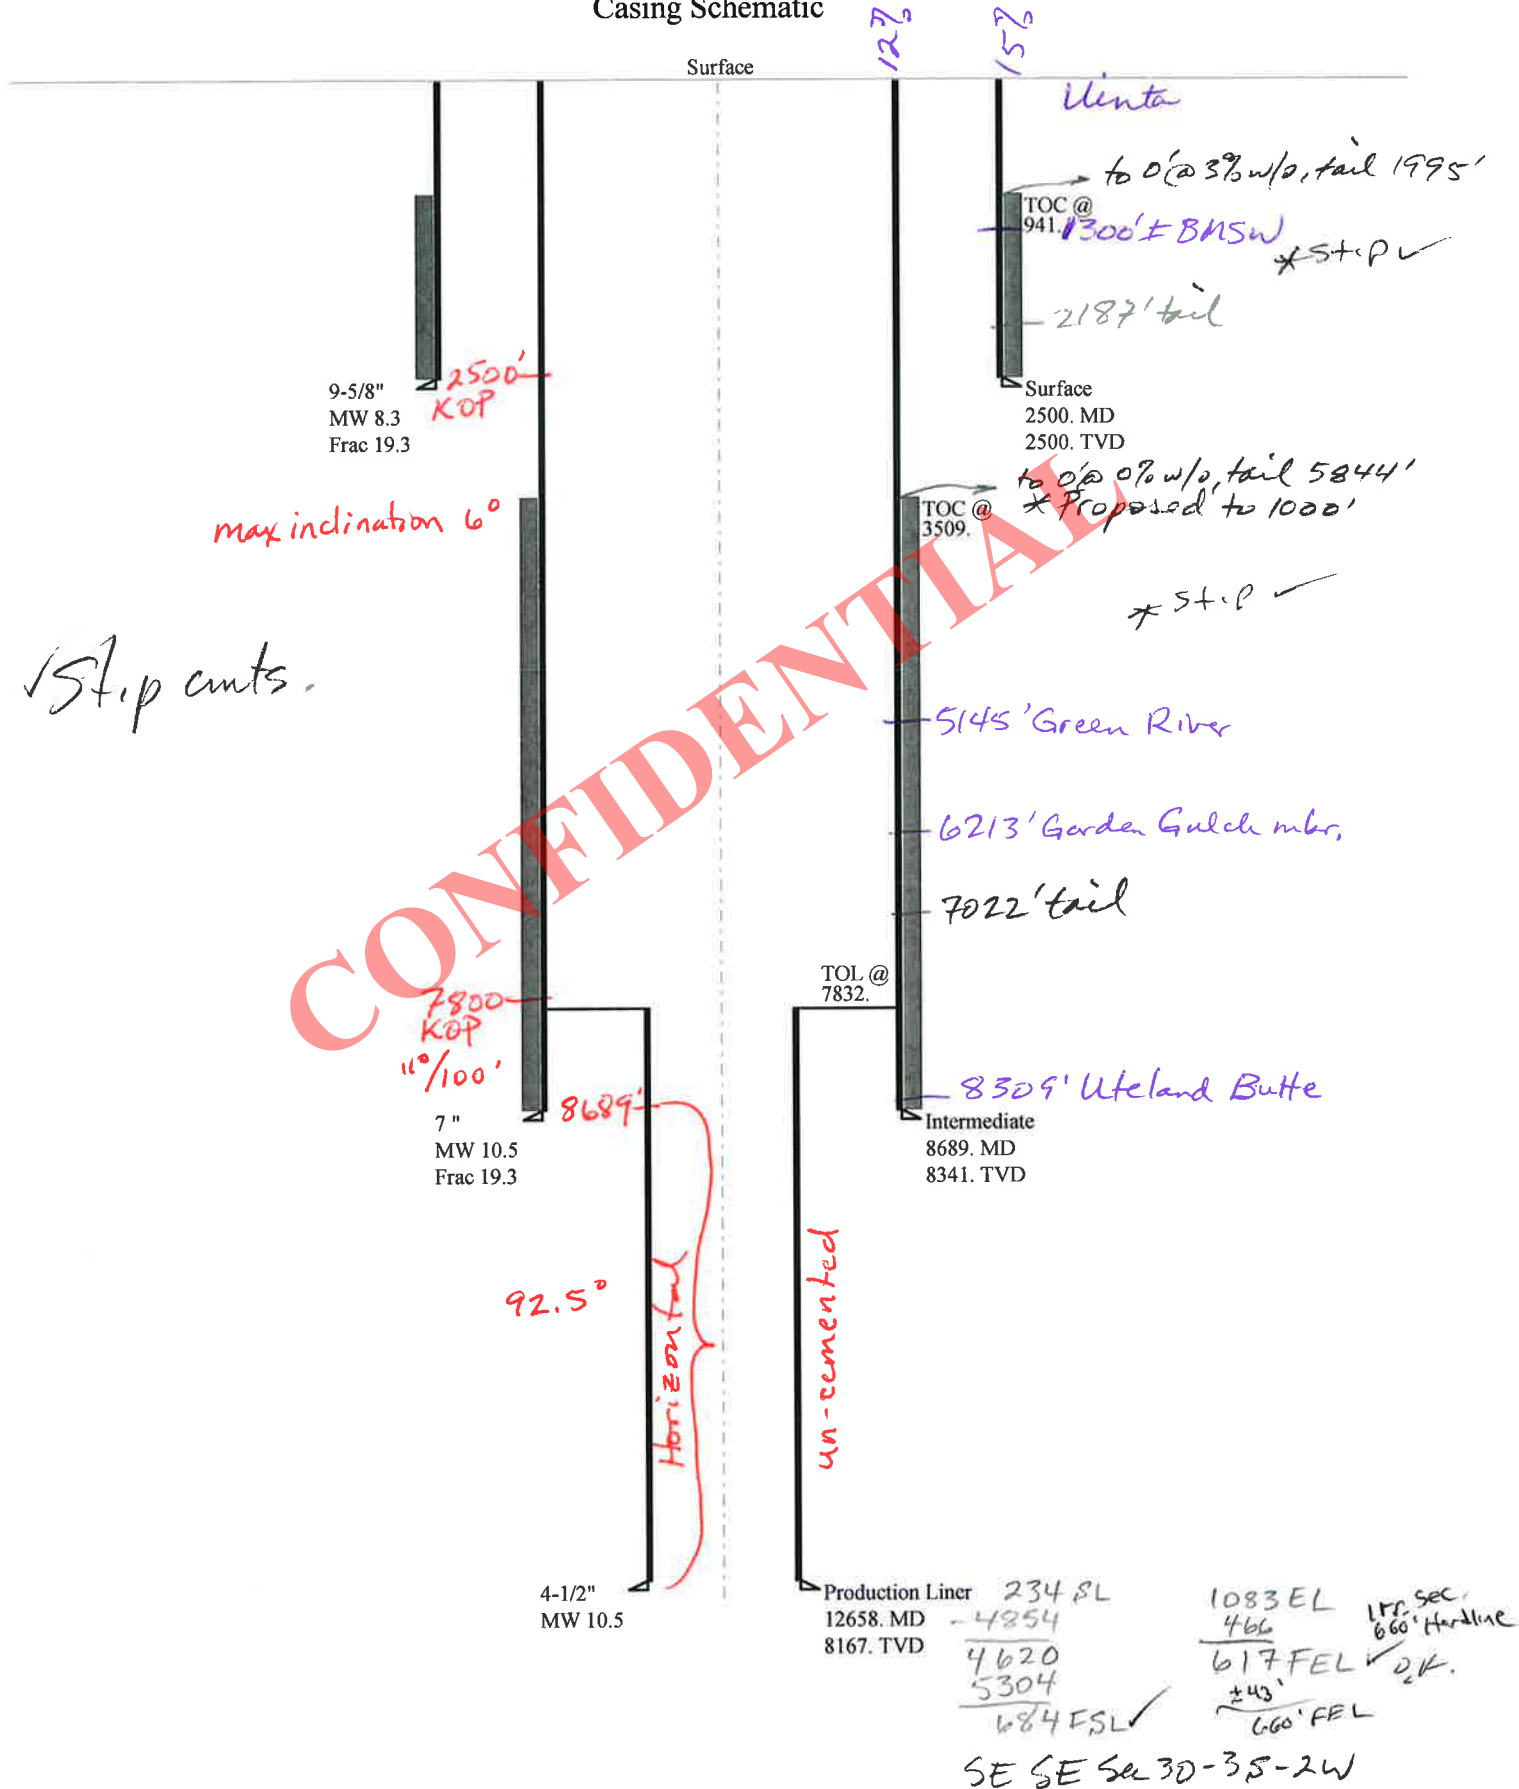 Casing Schematic
12%
15%
Surface
Uinta
to 0' @ 3% w/o, tail 1995'
TOC @
941.
1300' ± BMSW
* Stip ✓
2187' tail
9-5/8"
MW 8.3
Frac 19.3
2500'
KOP
Surface
2500. MD
2500. TVD
to 0' @ 0% w/o, tail 5844'
* Proposed to 1000'
TOC @
3509.
max inclination 6°
* Stip ✓
✓ Stip cmts.
5145' Green River
6213' Garden Gulch mbr.
7022' tail
CONFIDENTIAL
TOL @
7832.
7800
KOP
11°/100'
8309' Uteland Butte
7 "
MW 10.5
Frac 19.3
8689'
Intermediate
8689. MD
8341. TVD
92.5°
Horizontal
un-cemented
4-1/2"
MW 10.5
Production Liner
12658. MD
8167. TVD
234 SL
-4854
4620
5304
684 FSL ✓
1083 EL
466
617 FEL ✓ O.K.
±43'
660' FEL
Irr. Sec.
660' Hardline
SE SE Sec 30-3S-2W